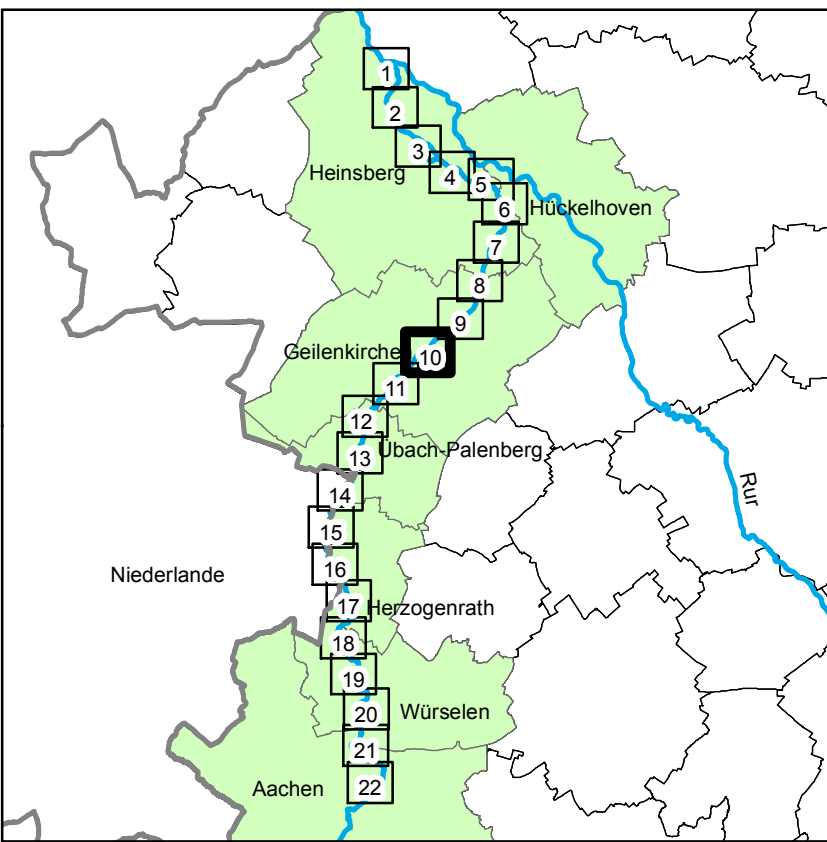 1
2
3
Heinsberg
4
5
6
Hückelhoven
7
8
9
Geilenkirche
10
11
12
Übach-Palenberg
13
Rur
14
15
16
Niederlande
17
Herzogenrath
18
19
20
Würselen
21
22
Aachen